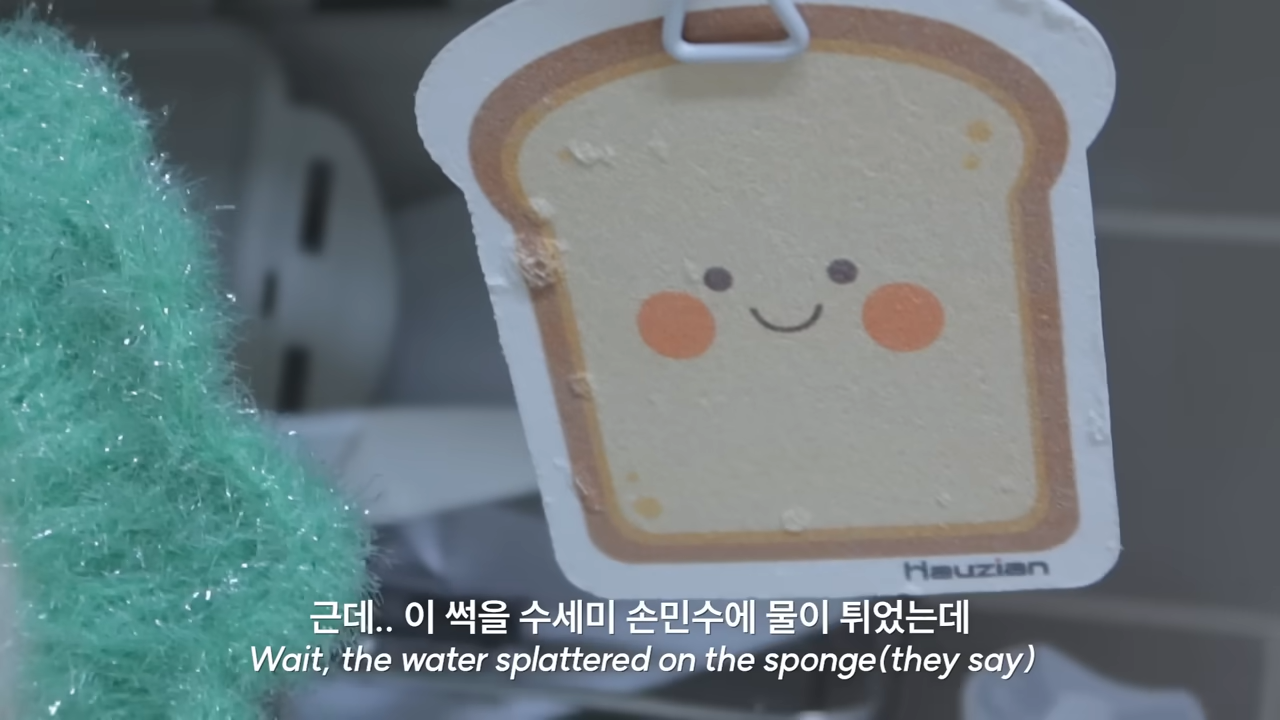 Hauzian
근데.. 이 썩을 수세미 손민수에 물이 튀었는데
Wait, the water splattered on the sponge(they say)